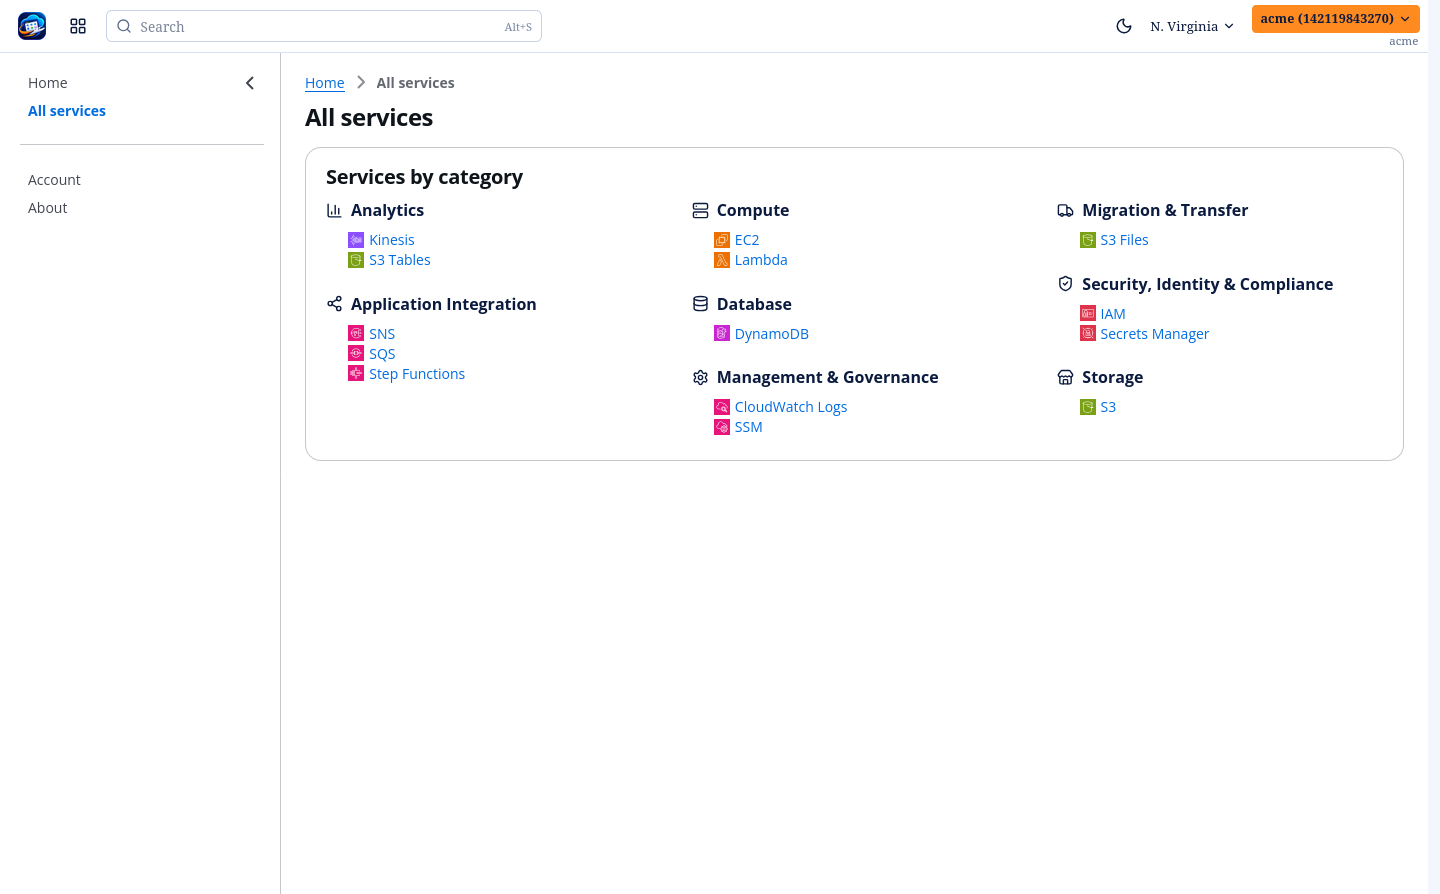 Search Alt+S
N. Virginia
acme (142119843270)
acme
Home
All services
Account
About
Home All services
All services
Services by category
Analytics
Kinesis
S3 Tables
Application Integration
SNS
SQS
Step Functions
Compute
EC2
Lambda
Database
DynamoDB
Management & Governance
CloudWatch Logs
SSM
Migration & Transfer
S3 Files
Security, Identity & Compliance
IAM
Secrets Manager
Storage
S3